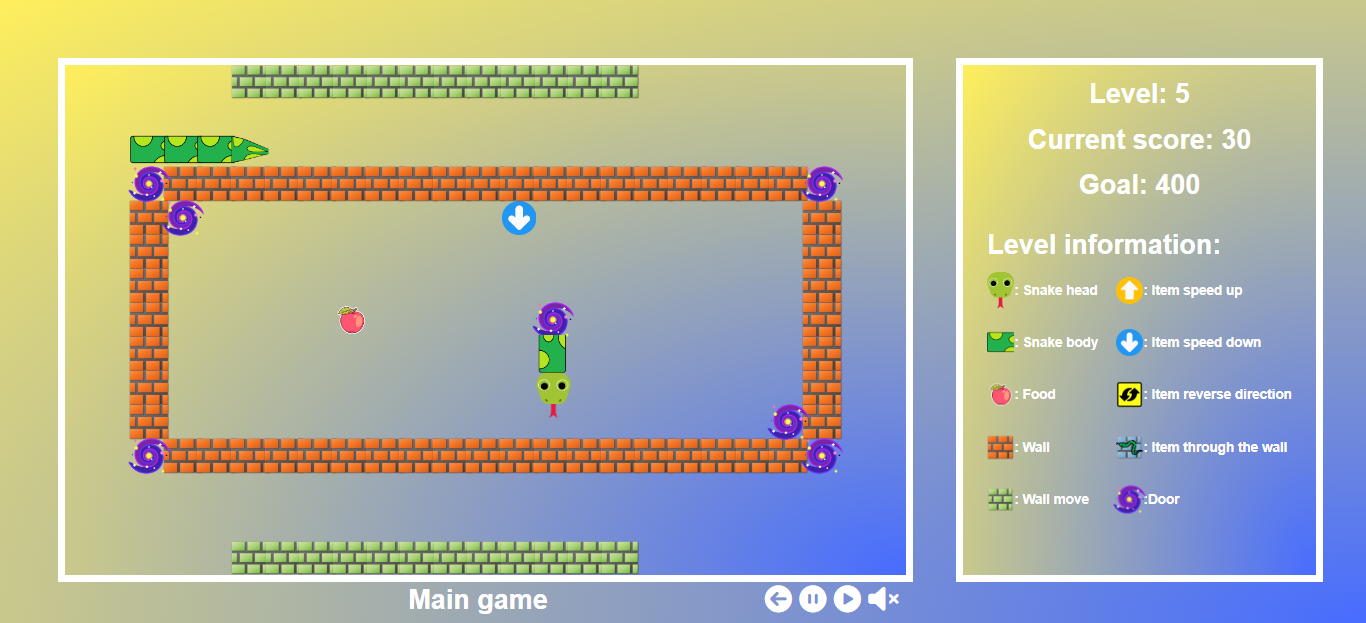 Level: 5
Current score: 30
Goal: 400
Level information:
: Snake head : Item speed up
: Snake body : Item speed down
: Food : Item reverse direction
: Wall : Item through the wall
: Wall move :Door
Main game